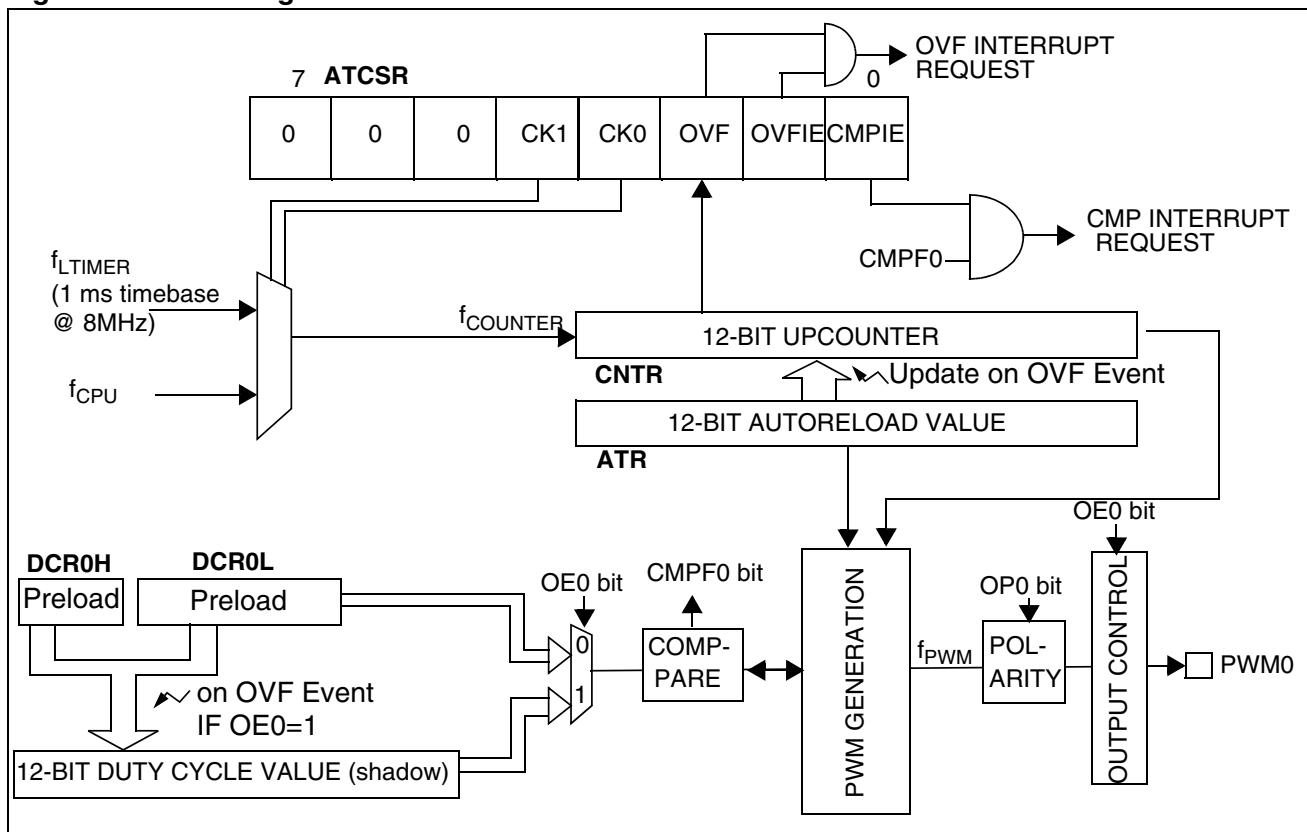 OVF INTERRUPT
REQUEST
7 ATCSR
0
0 0 0 CK1 CK0 OVF OVFIE CMPIE
CMP INTERRUPT
REQUEST
CMPF0
fLTIMER
(1 ms timebase
@ 8MHz)
fCOUNTER
12-BIT UPCOUNTER
CNTR
Update on OVF Event
fCPU
12-BIT AUTORELOAD VALUE
ATR
OE0 bit
DCR0H
DCR0L
Preload
Preload
OE0 bit
CMPF0 bit
OP0 bit
0
1
COMP-
PARE
PWM GENERATION
fPWM
POL-
ARITY
OUTPUT CONTROL
PWM0
on OVF Event
IF OE0=1
12-BIT DUTY CYCLE VALUE (shadow)